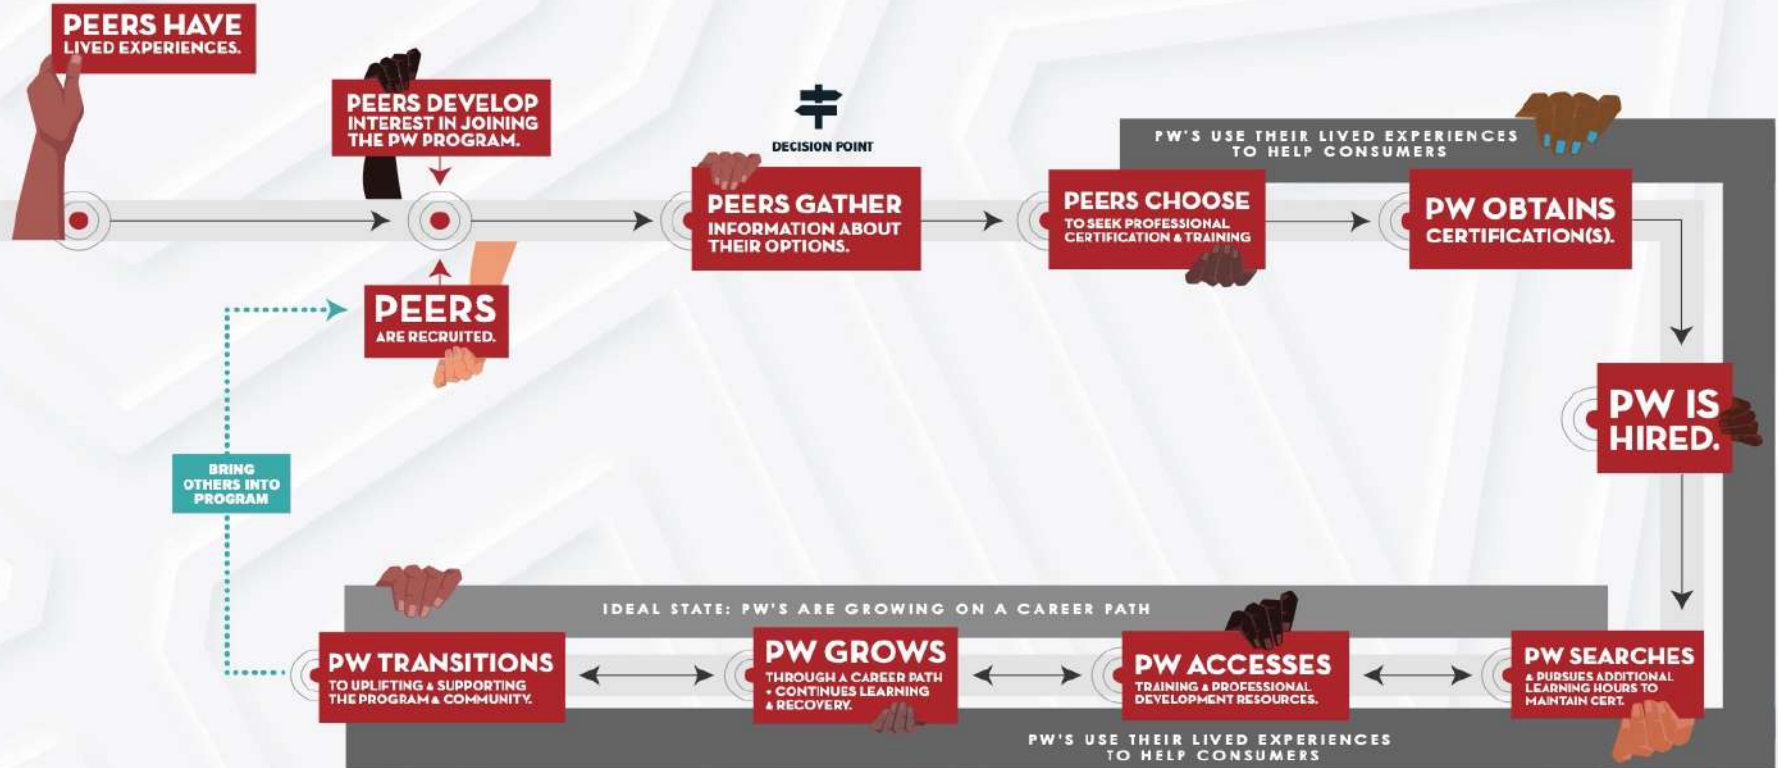 PEERS HAVE
LIVED EXPERIENCES.
PEERS DEVELOP
INTEREST IN JOINING
THE PW PROGRAM.
PEERS
ARE RECRUITED.
DECISION POINT
PEERS GATHER
INFORMATION ABOUT
THEIR OPTIONS.
PW'S USE THEIR LIVED EXPERIENCES
TO HELP CONSUMERS
PEERS CHOOSE
TO SEEK PROFESSIONAL
CERTIFICATION & TRAINING
PW OBTAINS
CERTIFICATION(S).
PW IS
HIRED.
PW SEARCHES
& PURSUES ADDITIONAL
LEARNING HOURS TO
MAINTAIN CERT.
IDEAL STATE: PW'S ARE GROWING ON A CAREER PATH
PW ACCESSES
TRAINING & PROFESSIONAL
DEVELOPMENT RESOURCES.
PW GROWS
THROUGH A CAREER PATH
+ CONTINUES LEARNING
& RECOVERY.
PW TRANSITIONS
TO UPLIFTING & SUPPORTING
THE PROGRAM & COMMUNITY.
PW'S USE THEIR LIVED EXPERIENCES
TO HELP CONSUMERS
BRING
OTHERS INTO
PROGRAM